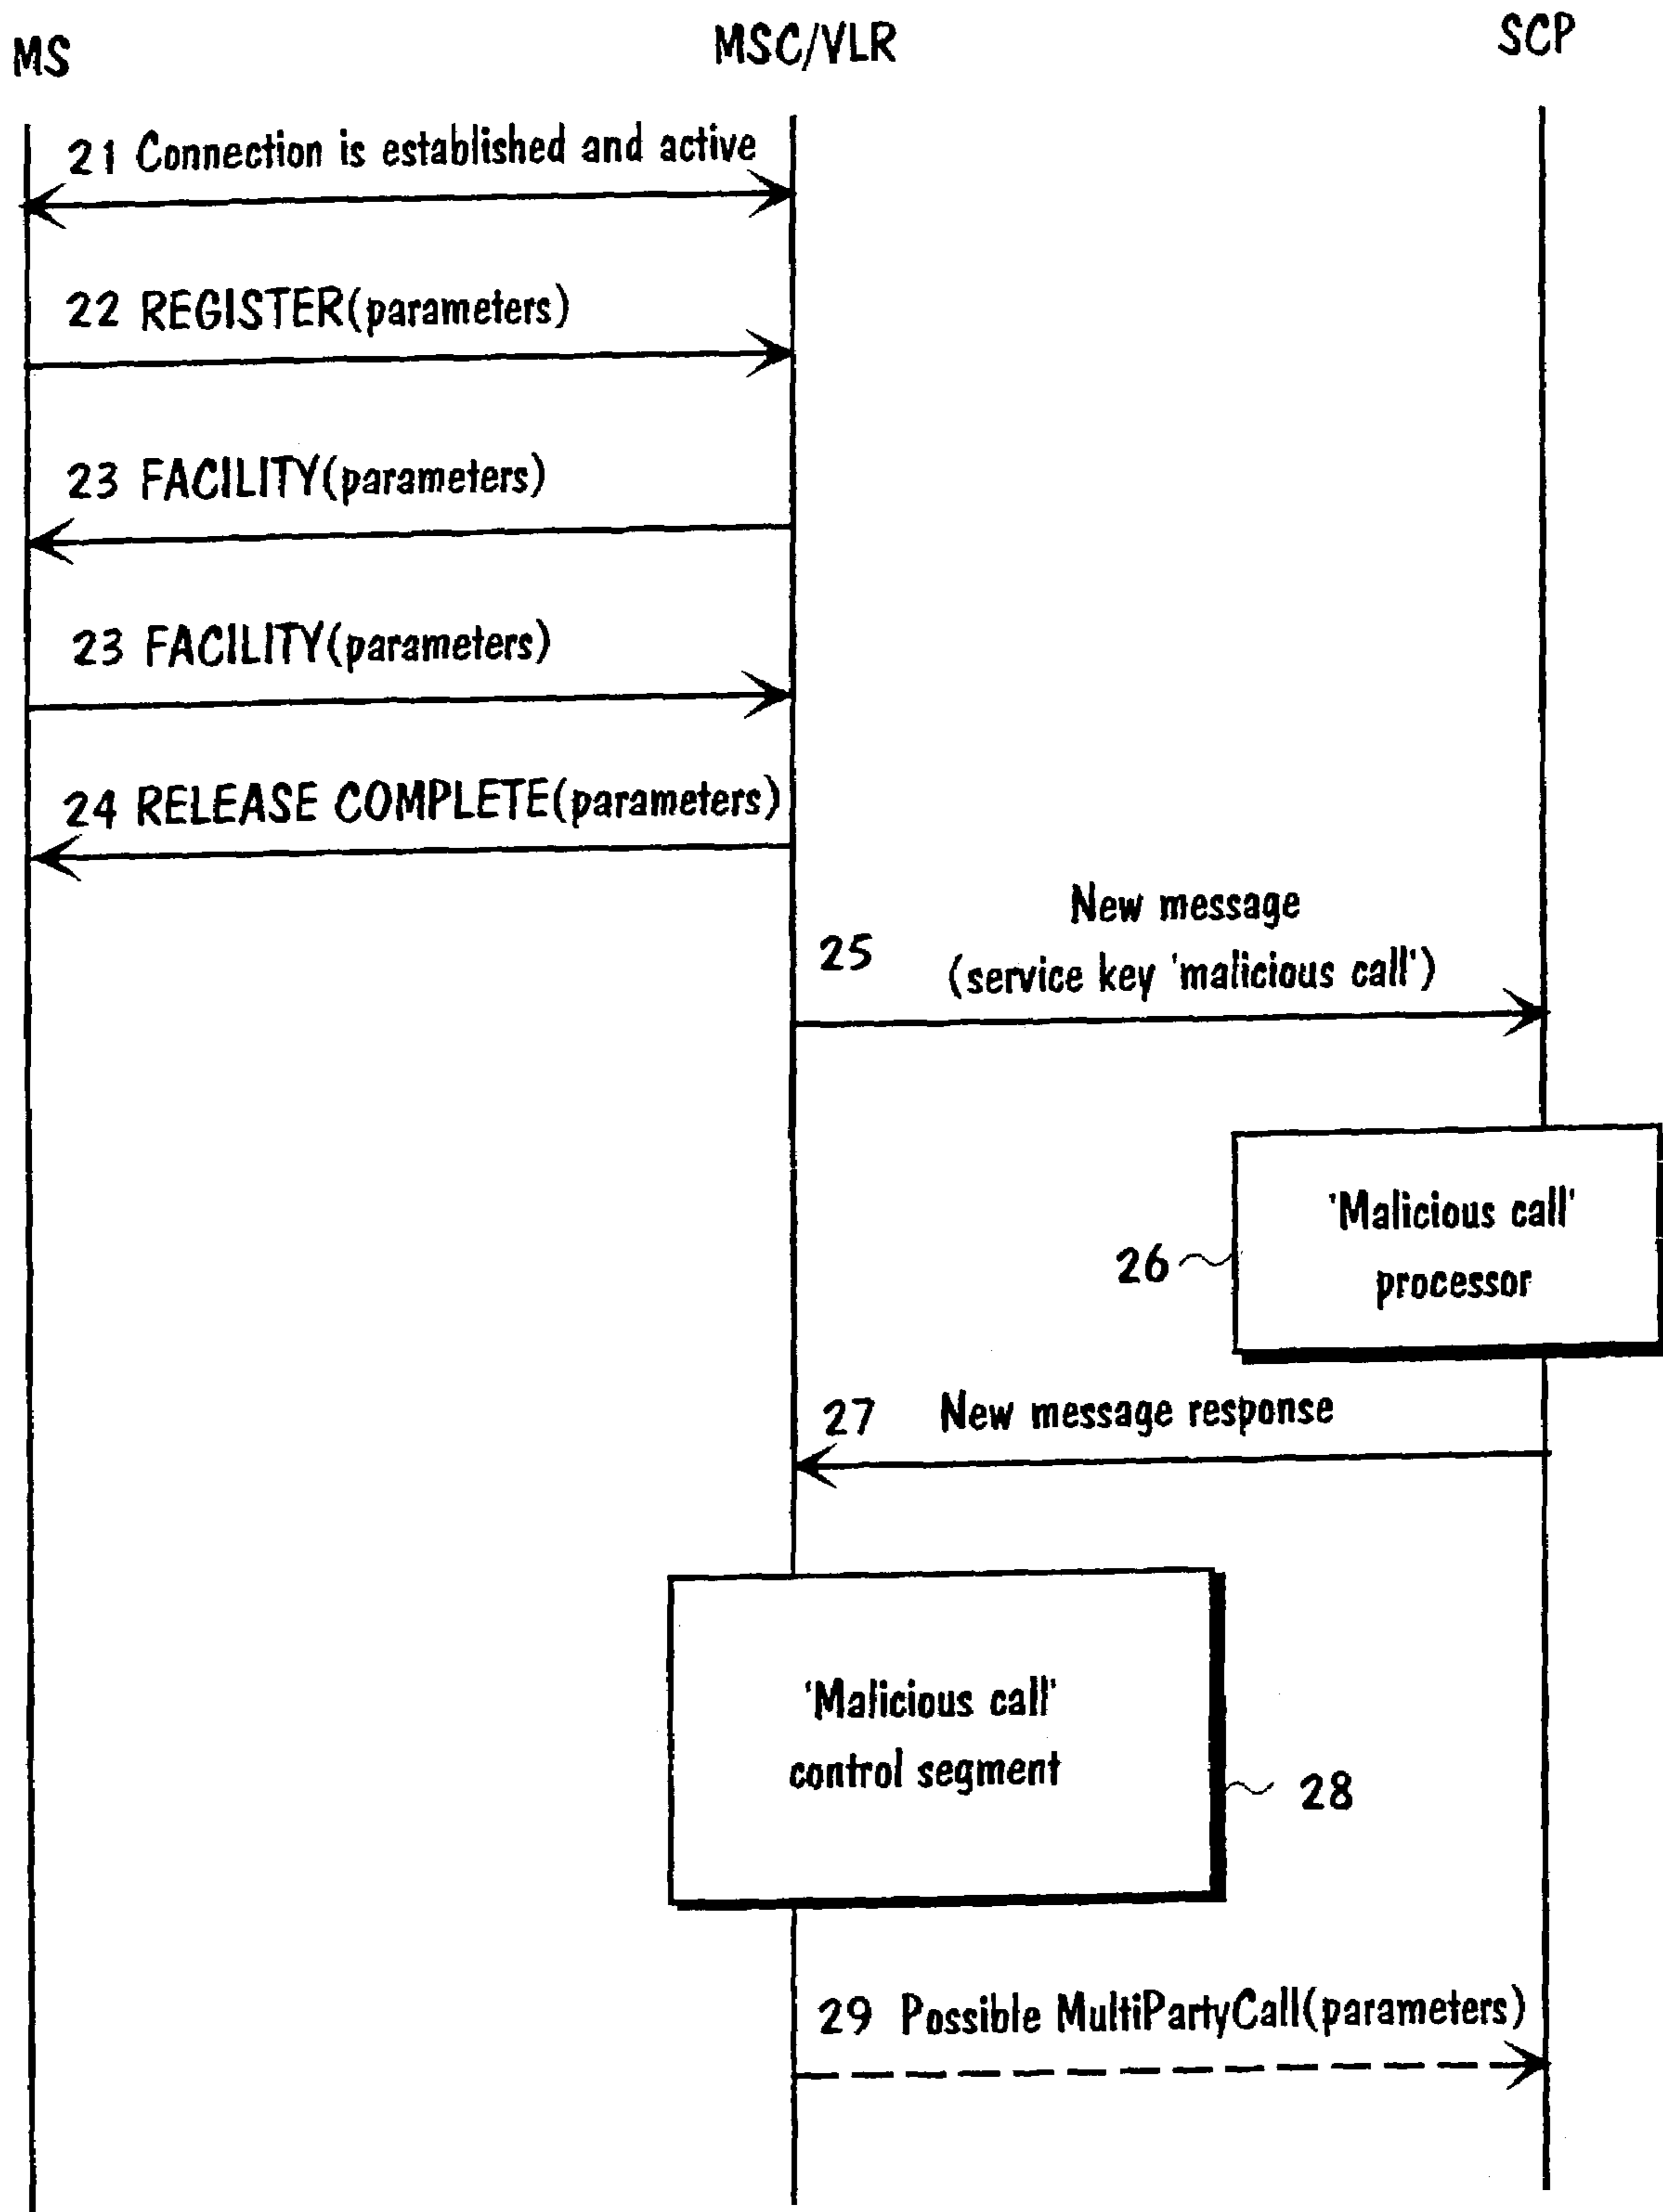 MS MSC/VLR SCP
21 Connection is established and active
22 REGISTER(parameters)
23 FACILITY(parameters)
23 FACILITY(parameters)
24 RELEASE COMPLETE(parameters)
New message
25
(service key 'malicious call')
'Malicious call'
processor
26
27 New message response
'Malicious call'
control segment
28
29 Possible MultiPartyCall(parameters)